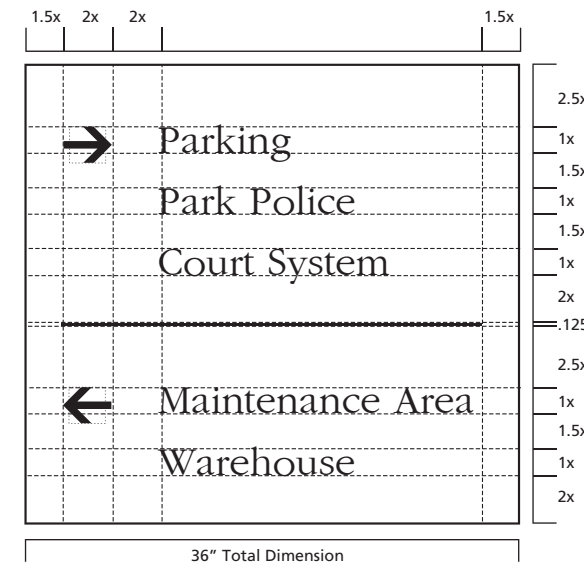 1.5x 2x 2x 1.5x
2.5x
Parking 1x
1.5x
Park Police 1x
1.5x
Court System 1x
2x
.125
2.5x
Maintenance Area 1x
1.5x
Warehouse 1x
2x
36” Total Dimension